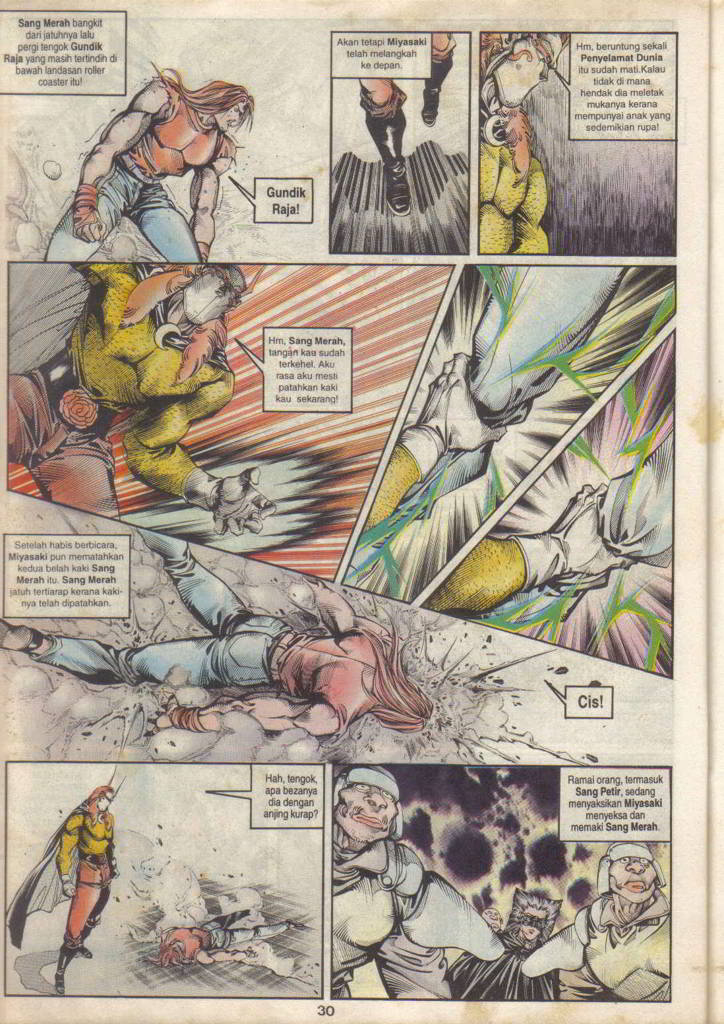 Sang Merah bangkit
dari jatuhnya lalu
pergi tengok Gundik
Raja yang masih tertindih di
bawah landasan roller
coaster itu!
Gundik
Raja!
Akan tetapi Miyasaki
telah melangkah
ke depan.
Hm, beruntung sekali
Penyelamat Dunia
itu sudah mati.Kalau
tidak di mana
hendak dia meletak
mukanya kerana
mempunyai anak yang
sedemikian rupa!
Hm, Sang Merah,
tangan kau sudah
terkehel. Aku
rasa aku mesti
patahkan kaki
kau sekarang!
Setelah habis berbicara,
Miyasaki pun mematahkan
kedua belah kaki Sang
Merah itu. Sang Merah
jatuh tertiarap kerana kaki-
nya telah dipatahkan.
Cis!
Hah, tengok,
apa bezanya
dia dengan
anjing kurap?
Ramai orang, termasuk
Sang Petir, sedang
menyaksikan Miyasaki
menyeksa dan
memaki Sang Merah.
30